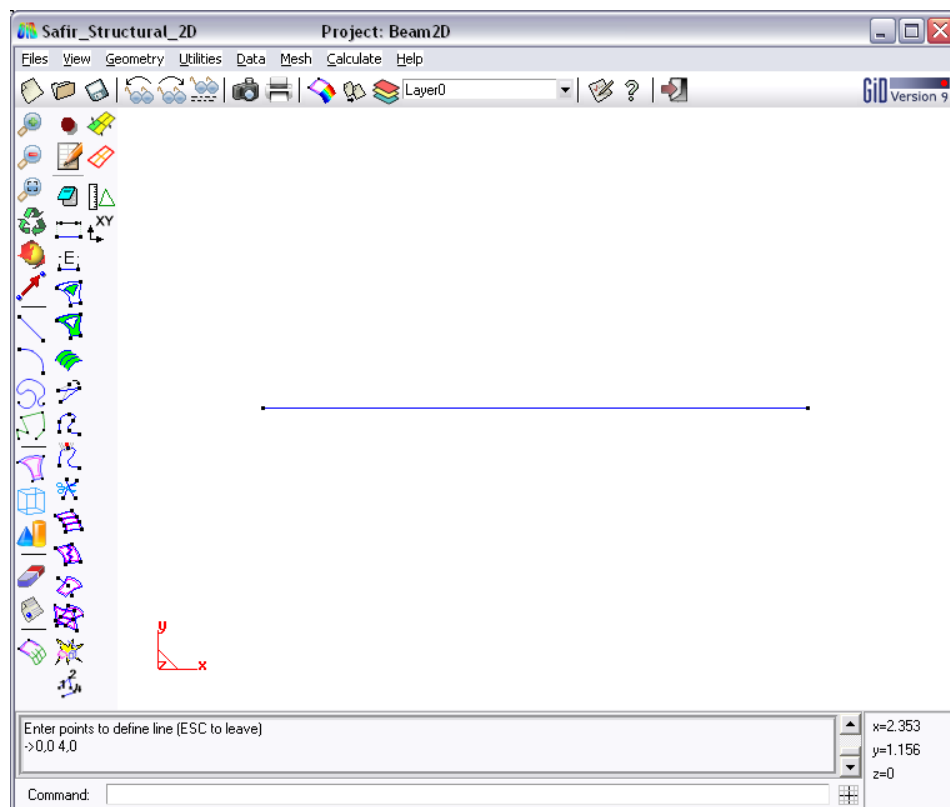 Safir_Structural_2D Project: Beam2D
Files View Geometry Utilities Data Mesh Calculate Help
Layer0
GiD Version 9
XY
E
y
z x
Enter points to define line (ESC to leave)
->0,0 4,0
x=2.353
y=1.156
z=0
Command: